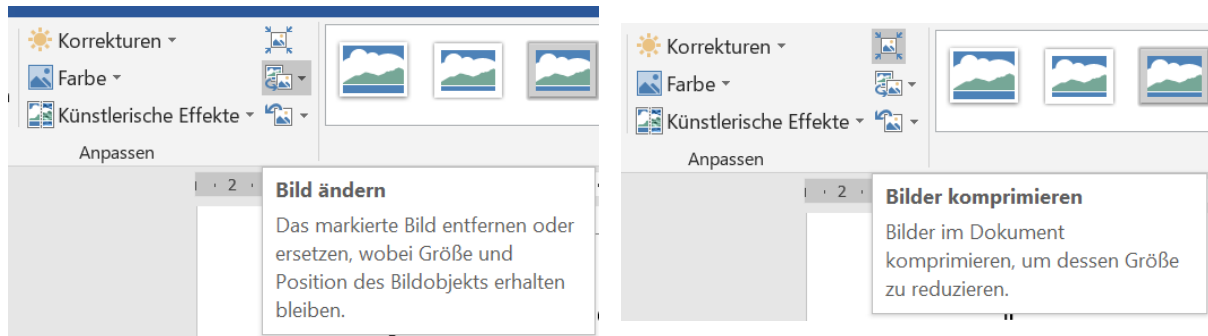 Korrekturen
Farbe
Künstlerische Effekte
Anpassen
2
Bild ändern
Das markierte Bild entfernen oder
ersetzen, wobei Größe und
Position des Bildobjekts erhalten
bleiben.
Korrekturen
Farbe
Künstlerische Effekte
Anpassen
2
Bilder komprimieren
Bilder im Dokument
komprimieren, um dessen Größe
zu reduzieren.